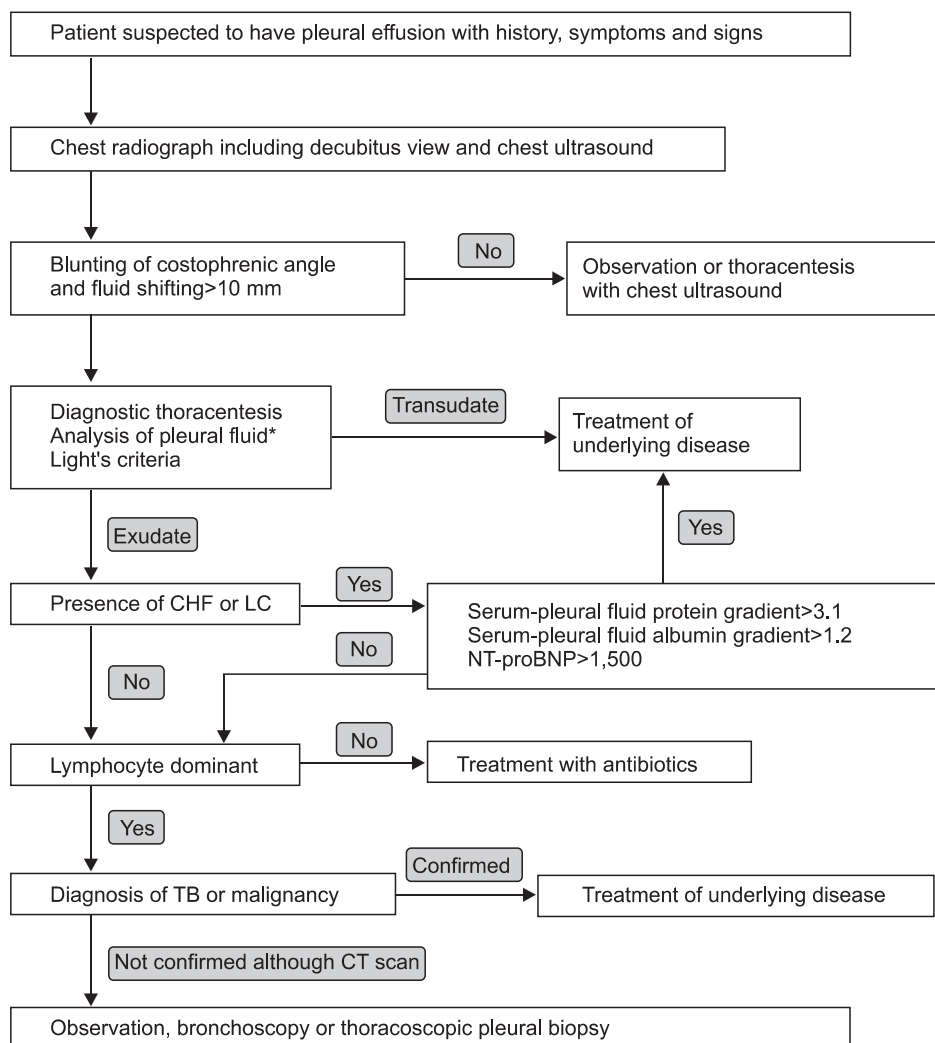 Patient suspected to have pleural effusion with history, symptoms and signs
Chest radiograph including decubitus view and chest ultrasound
Blunting of costophrenic angle
and fluid shifting>10 mm
No
Observation or thoracentesis
with chest ultrasound
Diagnostic thoracentesis
Analysis of pleural fluid*
Light's criteria
Transudate
Treatment of
underlying disease
Exudate
Yes
Presence of CHF or LC
Yes
Serum-pleural fluid protein gradient>3.1
Serum-pleural fluid albumin gradient>1.2
NT-proBNP>1,500
No
No
Lymphocyte dominant
No
Treatment with antibiotics
Yes
Diagnosis of TB or malignancy
Confirmed
Treatment of underlying disease
Not confirmed although CT scan
Observation, bronchoscopy or thoracoscopic pleural biopsy